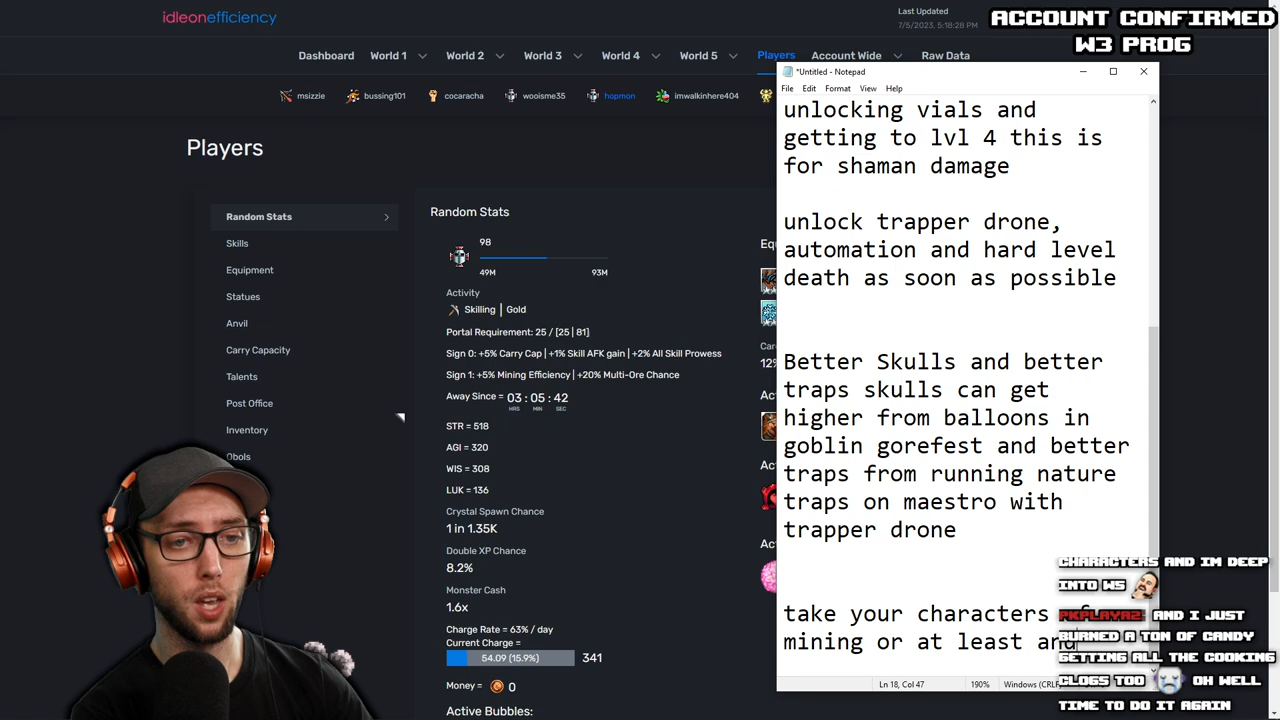 idleonefficiency
Last Updated
7/5/2023, 5:18:28 PM
ACCOUNT CONFIRMED
W3 PROG
Dashboard
World 3
World 4
World 5
Players
Account Wide
Raw Data
msizzie
bussing101
cocaracha
wooisme35
hopmon
imwalkinhere404
*Untitled - Notepad
File Edit Format View Help
Players
Random Stats
Skills
Equipment
Statues
Anvil
Carry Capacity
Talents
Post Office
Inventory
Obols
Random Stats
98
49M
93M
Activity
Skilling | Gold
Portal Requirement: 25 / [25 | 81]
Sign 0: +5% Carry Cap | +1% Skill AFK gain | +2% All Skill Prowess
Sign 1: +5% Mining Efficiency | +20% Multi-Ore Chance
Away Since = 03 : 05 : 42
HRS MIN SEC
STR = 518
AGI = 320
WIS = 308
LUK = 136
Crystal Spawn Chance
1 in 1.35K
Double XP Chance
8.2%
Monster Cash
1.6x
Charge Rate = 63% / day
Current Charge =
54.09 (15.9%) 341
Money = 0
Active Bubbles:
unlocking vials and
getting to lvl 4 this is
for shaman damage
unlock trapper drone,
automation and hard level
death as soon as possible
Better Skulls and better
traps skulls can get
higher from balloons in
goblin gorefest and better
traps from running nature
traps on maestro with
trapper drone
take your characters
mining or at least and
Ln 18, Col 47
190%
Windows (CRLF
CHARACTERS AND IM DEEP
INTO W5
PKPLAYA2: AND I JUST
BURNED A TON OF CANDY
GETTING ALL THE COOKING
CLOGS TOO OH WELL
TIME TO DO IT AGAIN